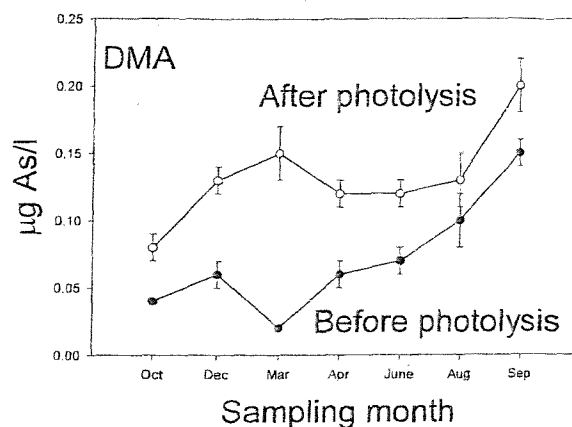 0.25
DMA
After photolysis
0.20
0.15
µg As/l
0.10
0.05
Before photolysis
0.00
Oct Dec Mar Apr June Aug Sep
Sampling month